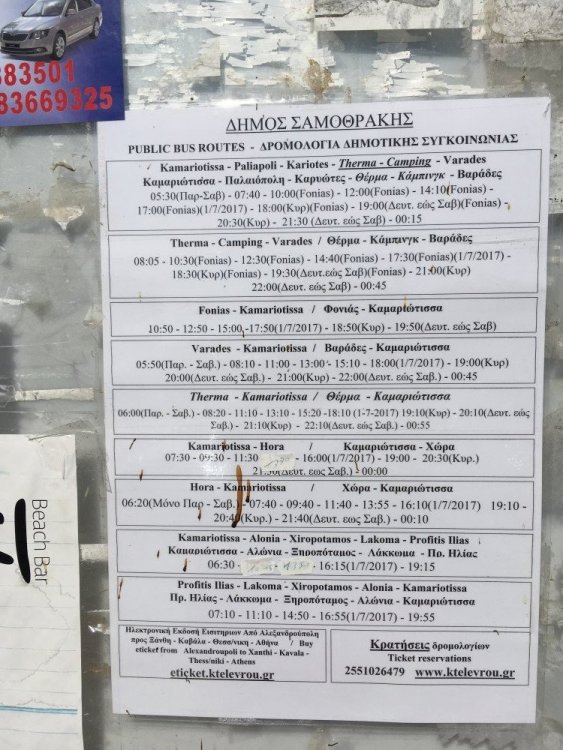 883501
83669325
ΔΗΜΟΣ ΣΑΜΟΘΡΑΚΗΣ
PUBLIC BUS ROUTES - ΔΡΟΜΟΛΟΓΙΑ ΔΗΜΟΤΙΚΗΣ ΣΥΓΚΟΙΝΩΝΙΑΣ
Kamariotissa - Paliapoli - Kariotes - Therma - Camping - Varades
Καμαριώτισσα - Παλαιόπολη - Καρυώτες - Θέρμα - Κάμπινγκ - Βαράδες
05:30(Παρ-Σαβ) - 07:40 - 10:00(Fonias) - 12:00(Fonias) - 14:10(Fonias) -
17:00(Fonias)(1/7/2017) - 18:00(Κυρ)(Fonias) - 19:00(Δευτ. εώς Σαβ)(Fonias) -
20:30(Κυρ) - 21:30 (Δευτ. εώς Σαβ) - 00:15
Therma - Camping - Varades / Θέρμα - Κάμπινγκ - Βαράδες
08:05 - 10:30(Fonias) - 12:30(Fonias) - 14:40(Fonias) - 17:30(Fonias)(1/7/2017) -
18:30(Κυρ)(Fonias) - 19:30(Δευτ.εώς Σαβ)(Fonias) - 21:00(Κυρ)
22:00(Δευτ. εώς Σαβ) - 00:45
Fonias - Kamariotissa / Φονιάς - Καμαριώτισσα
10:50 - 12:50 - 15:00 -17:50(1/7/2017) - 18:50(Κυρ) - 19:50(Δευτ. εώς Σαβ)
Varades - Kamariotissa / Βαράδες - Καμαριώτισσα
05:50(Παρ. - Σαβ.) - 08:10 - 11:00 - 13:00 - 15:10 - 18:00(1/7/2017) - 19:00(Κυρ)
20:00(Δευτ. εώς Σαβ.) - 21:00(Κυρ) - 22:00(Δευτ. εώς Σαβ.) - 00:45
Therma - Kamariotissa / Θέρμα - Καμαριώτισσα
06:00(Παρ. - Σαβ.) - 08:20 - 11:10 - 13:10 - 15:20 -18:10 (1-7-2017) 19:10(Κυρ) - 20:10(Δευτ. εώς
Σαβ.) - 21:10(Κυρ) - 22:10(Δευτ. εώς Σαβ.) - 00:55
Kamariotissa - Hora / Καμαριώτισσα - Χώρα
07:30 - 09:30 - 11:30 - 16:00(1/7/2017) - 19:00 - 20:30(Κυρ.)
21:30(Δευτ. εως Σαβ.) - 00:00
Hora - Kamariotissa / Χώρα - Καμαριώτισσα
06:20(Μόνο Παρ - Σαβ.) - 07:40 - 09:40 - 11:40 - 13:55 - 16:10(1/7/2017) 19:10 -
20:40(Κυρ.) - 21:40(Δευτ. εώς Σαβ.) - 00:10
Kamariotissa - Alonia - Xiropotamos - Lakoma - Profitis Ilias
Καμαριώτισσα - Αλώνια - Ξηροπόταμος - Λάκκωμα - Πρ. Ηλίας
06:30 - - 16:15(1/7/2017) - 19:15
Profitis Ilias - Lakoma - Xiropotamos - Alonia - Kamariotissa
Πρ. Ηλίας - Λάκκωμα - Ξηροπόταμος - Αλώνια - Καμαριώτισσα
07:10 - 11:10 - 14:50 - 16:55(1/7/2017) - 19:55
Ηλεκτρονική Εκδοσή Εισιτηριων Από Αλεξανδρούπολη
προς Ξάνθη - Καβάλα - Θεσσ/νικη - Αθήνα / Buy
eticket from Alexandroupoli to Xanthi - Kavala -
Thess/niki - Athens
eticket.ktelevrou.gr
Κρατήσεις δρομολογίων
Ticket reservations
2551026479 www.ktelevrou.gr
Beach Bar